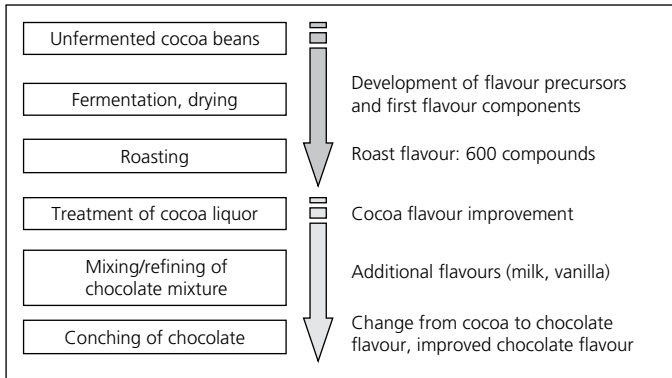 Unfermented cocoa beans
Fermentation, drying
Development of flavour precursors
and first flavour components
Roasting
Roast flavour: 600 compounds
Treatment of cocoa liquor
Cocoa flavour improvement
Mixing/refining of
chocolate mixture
Additional flavours (milk, vanilla)
Conching of chocolate
Change from cocoa to chocolate
flavour, improved chocolate flavour